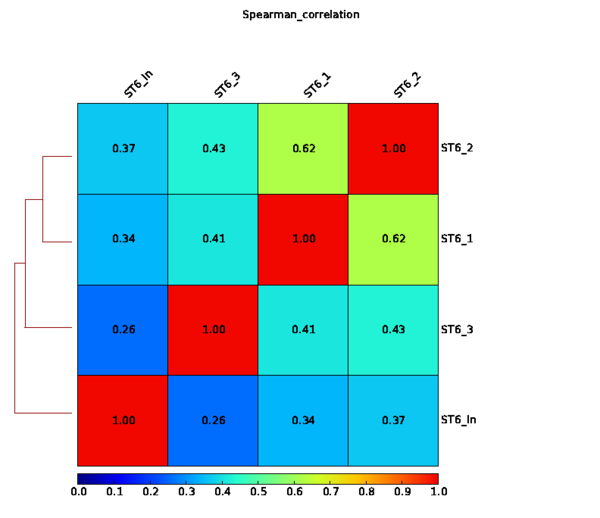 Spearman_correlation
ST6_In ST6_3 ST6_1 ST6_2
0.37 0.43 0.62 1.00 ST6_2
0.34 0.41 1.00 0.62 ST6_1
0.26 1.00 0.41 0.43 ST6_3
1.00 0.26 0.34 0.37 ST6_In
0.0 0.1 0.2 0.3 0.4 0.5 0.6 0.7 0.8 0.9 1.0